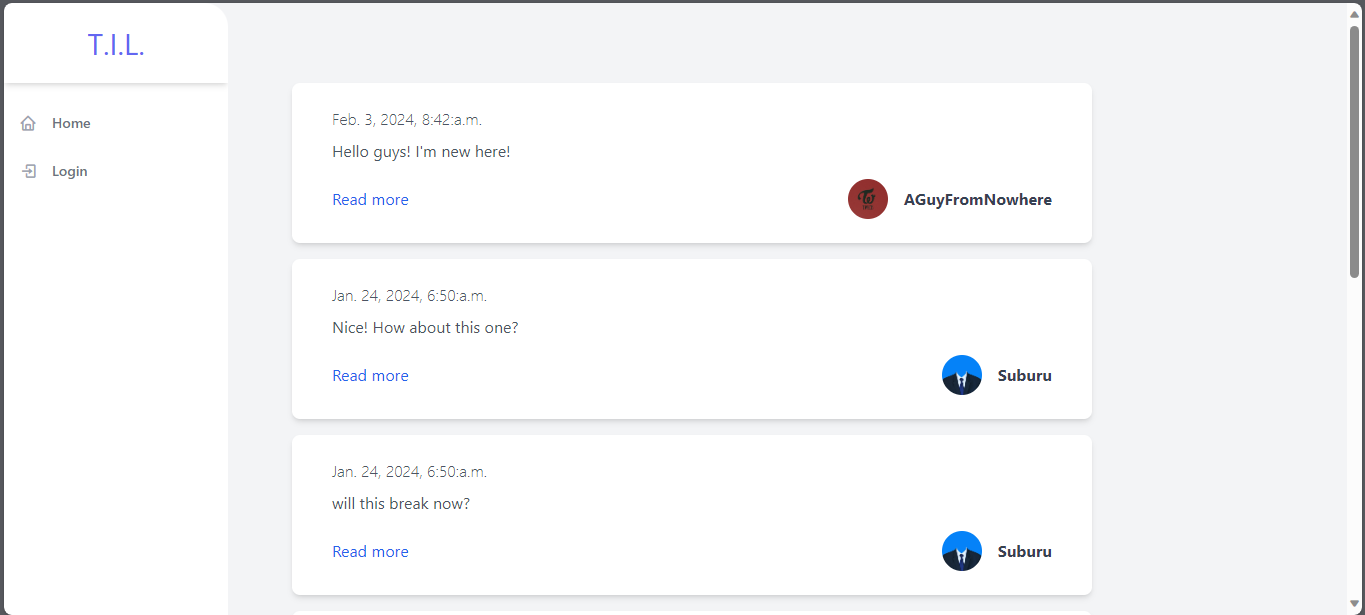 T.I.L.
Home
Login
Feb. 3, 2024, 8:42:a.m.
Hello guys! I'm new here!
Read more
AGuyFromNowhere
Jan. 24, 2024, 6:50:a.m.
Nice! How about this one?
Read more
Suburu
Jan. 24, 2024, 6:50:a.m.
will this break now?
Read more
Suburu